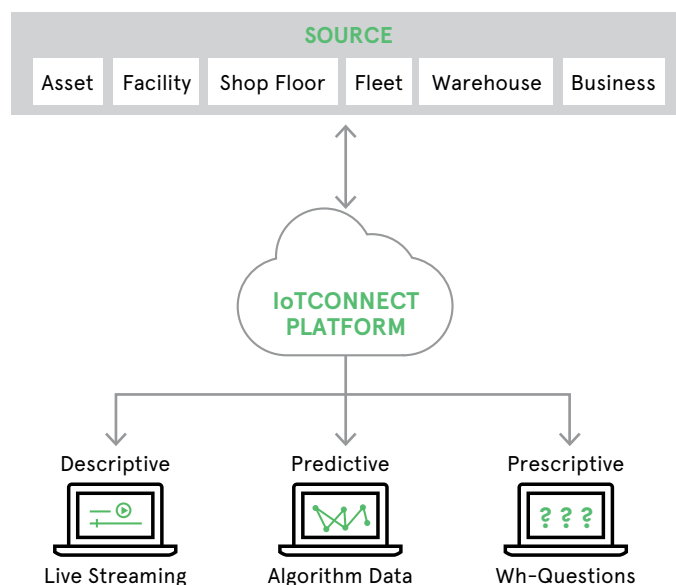 SOURCE
Asset Facility Shop Floor Fleet Warehouse Business
IoTCONNECT
PLATFORM
Descriptive Predictive Prescriptive
? ? ?
Live Streaming Algorithm Data Wh-Questions